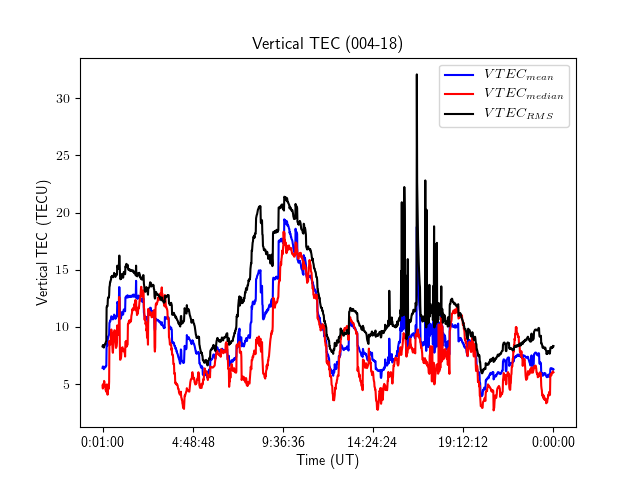 Vertical TEC (004-18)
VTEC_mean
VTEC_median
VTEC_RMS
30
25
20
15
10
5
Vertical TEC (TECU)
0:01:00 4:48:48 9:36:36 14:24:24 19:12:12 0:00:00
Time (UT)